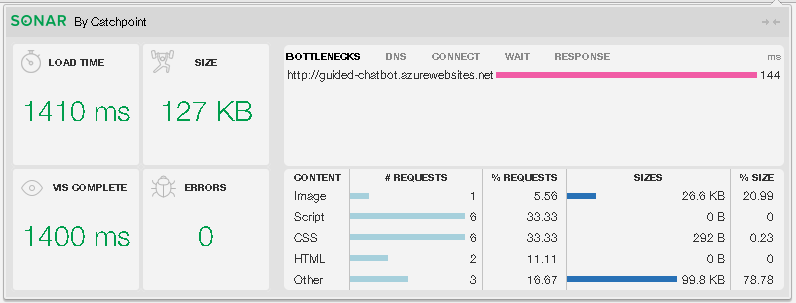 SONAR By Catchpoint
LOAD TIME
1410 ms
SIZE
127 KB
VIS COMPLETE
1400 ms
ERRORS
0
BOTTLENECKS DNS CONNECT WAIT RESPONSE ms
http://guided-chatbot.azurewebsites.net 144
CONTENT # REQUESTS % REQUESTS SIZES % SIZE
Image 1 5.56 26.6 KB 20.99
Script 6 33.33 0 B 0
CSS 6 33.33 292 B 0.23
HTML 2 11.11 0 B 0
Other 3 16.67 99.8 KB 78.78